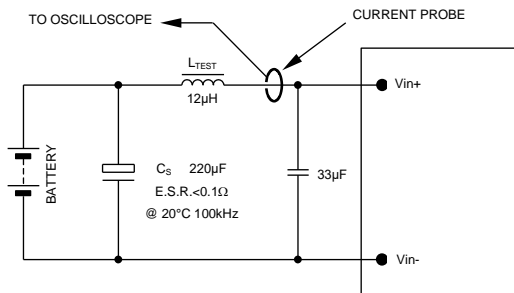 TO OSCILLOSCOPE
CURRENT PROBE
LTEST
12µH
Vin+
BATTERY
CS 220µF
E.S.R.<0.1Ω
@ 20°C 100kHz
33µF
Vin-